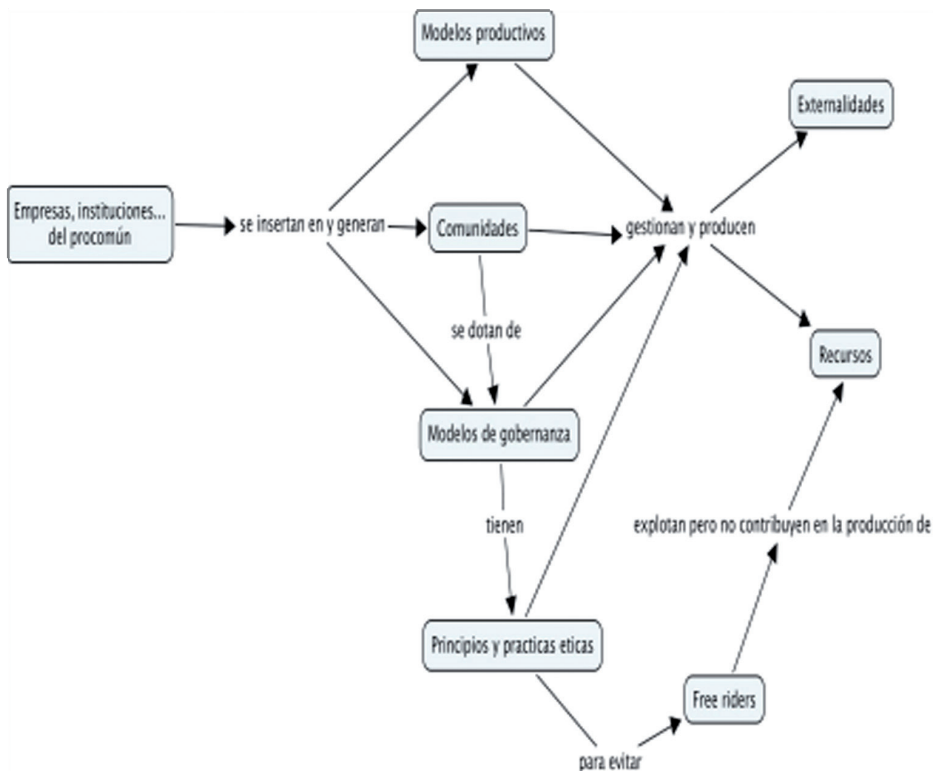 Modelos productivos
Externalidades
Empresas, instituciones...
del procomún
se insertan en y generan
Comunidades
gestionan y producen
se dotan de
Recursos
Modelos de gobernanza
tienen
explotan pero no contribuyen en la producción de
Principios y practicas eticas
Free riders
para evitar